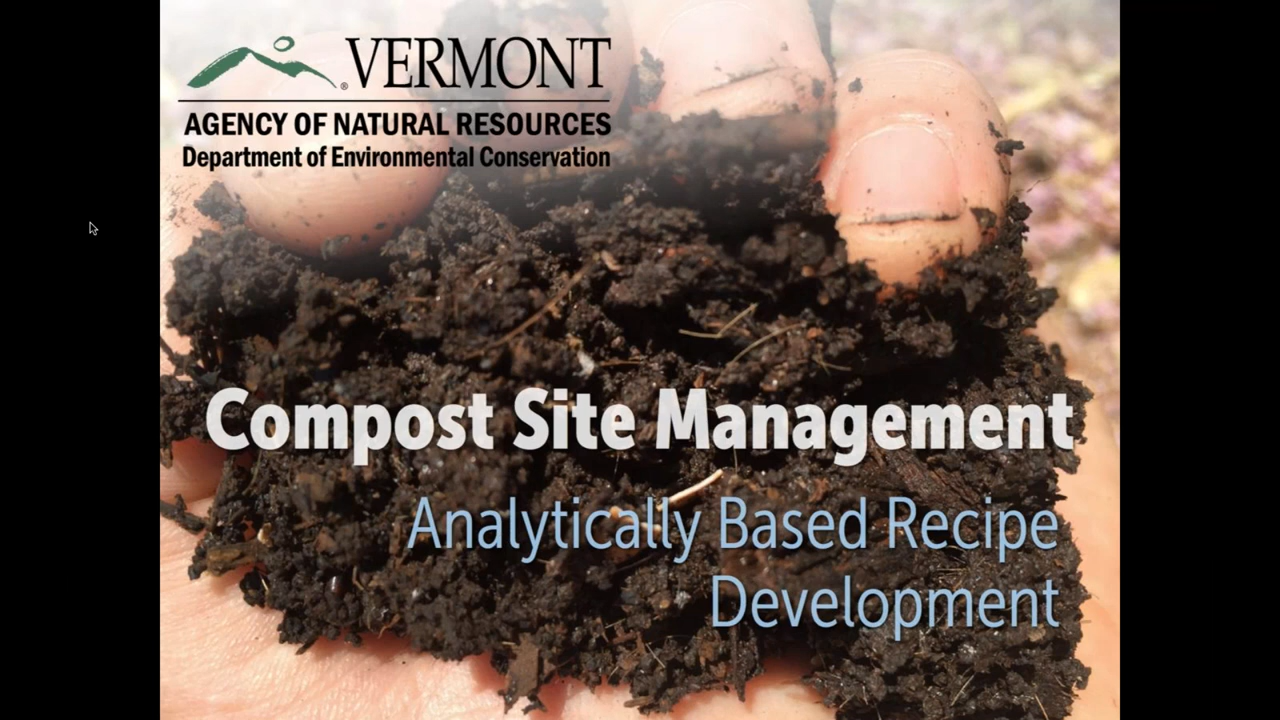 VERMONT
AGENCY OF NATURAL RESOURCES
Department of Environmental Conservation
Compost Site Management
Analytically Based Recipe
Development